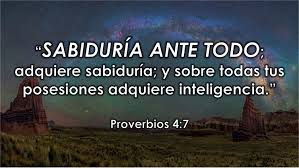 “SABIDURÍA ANTE TODO;
adquiere sabiduría; y sobre todas tus
posesiones adquiere inteligencia.”
Proverbios 4:7